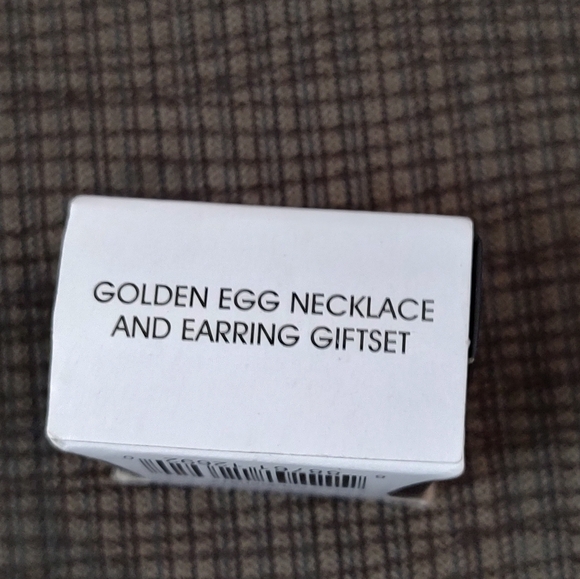 GOLDEN EGG NECKLACE
AND EARRING GIFTSET